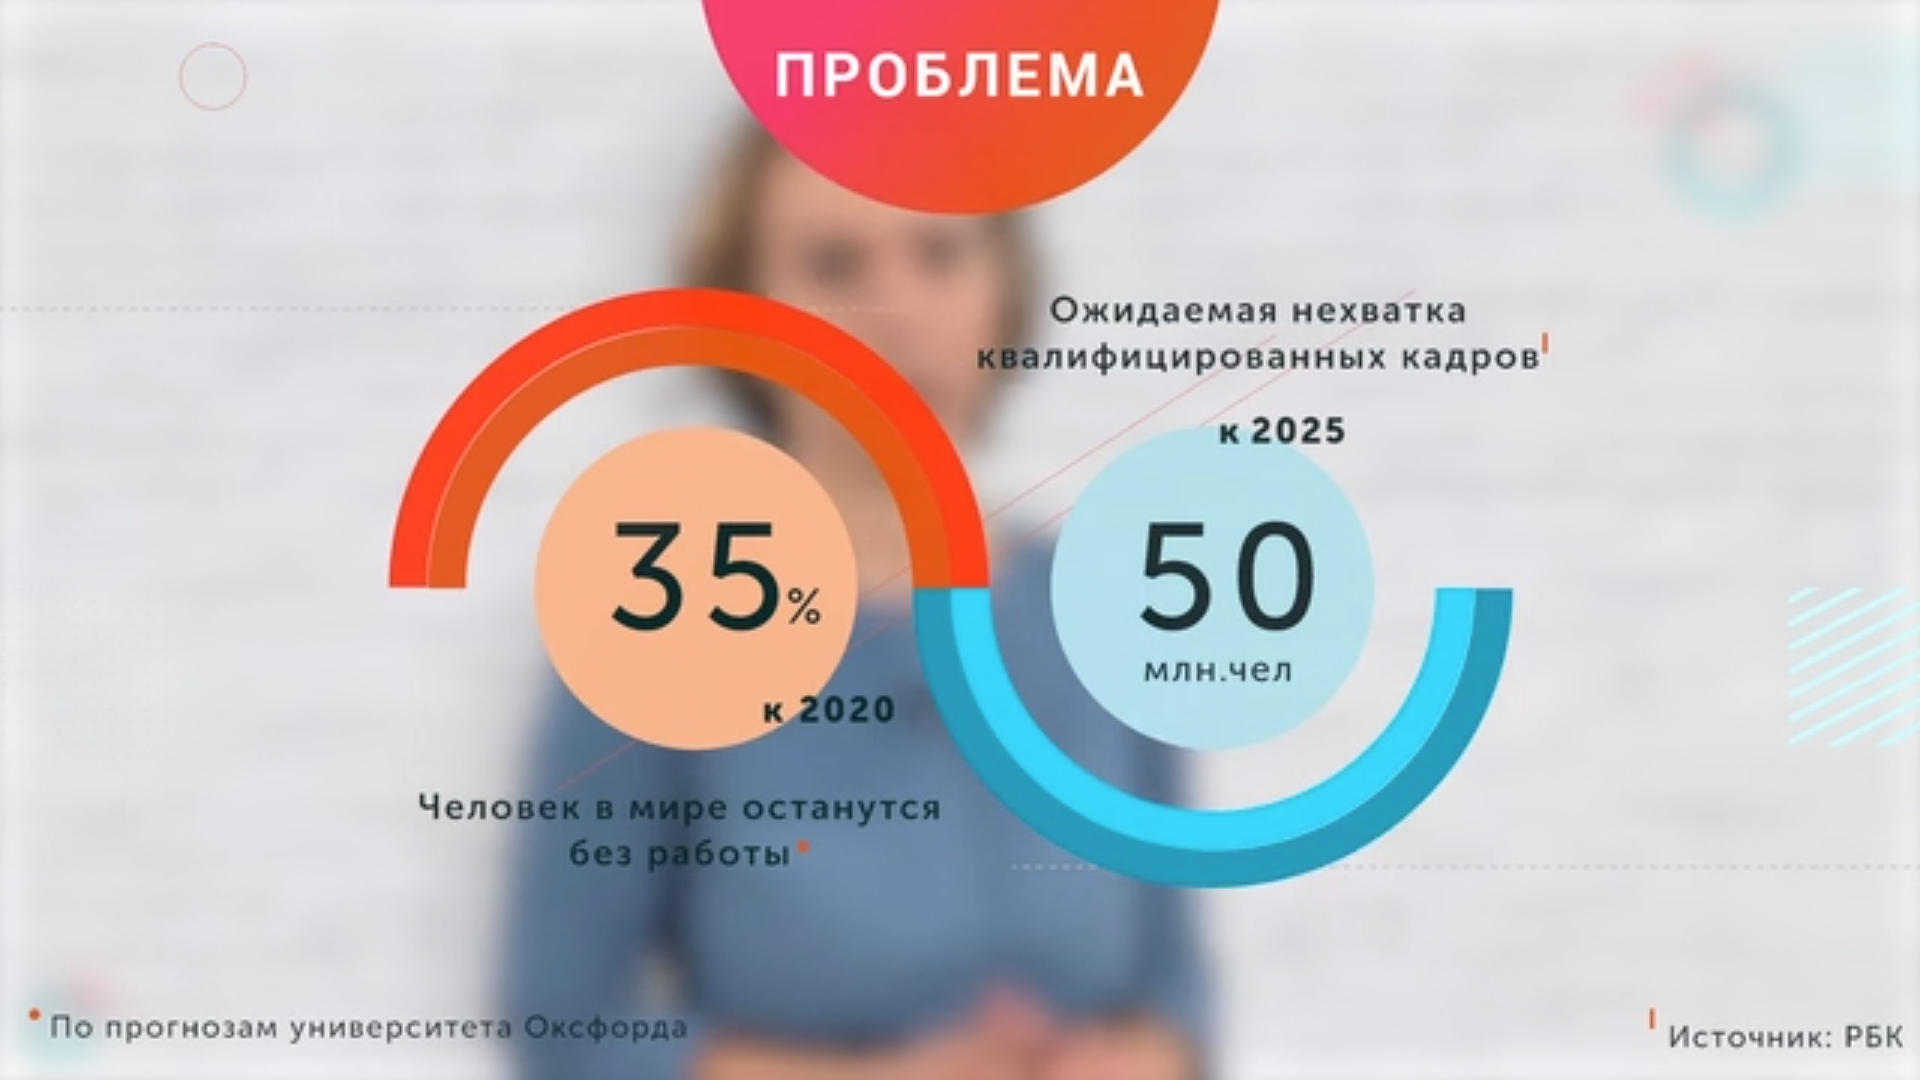 ПРОБЛЕМА
Ожидаемая нехватка
квалифицированных кадров
к 2025
50
млн.чел
35%
к 2020
Человек в мире останутся
без работы
По прогнозам университета Оксфорда
Источник: РБК